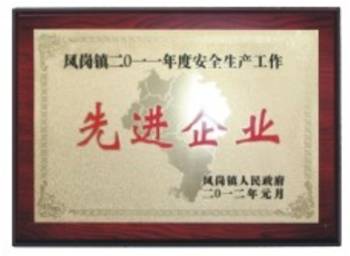 凤岗镇二〇一一年度安全生产工作
先进企业
凤岗镇人民政府
二〇一二年元月